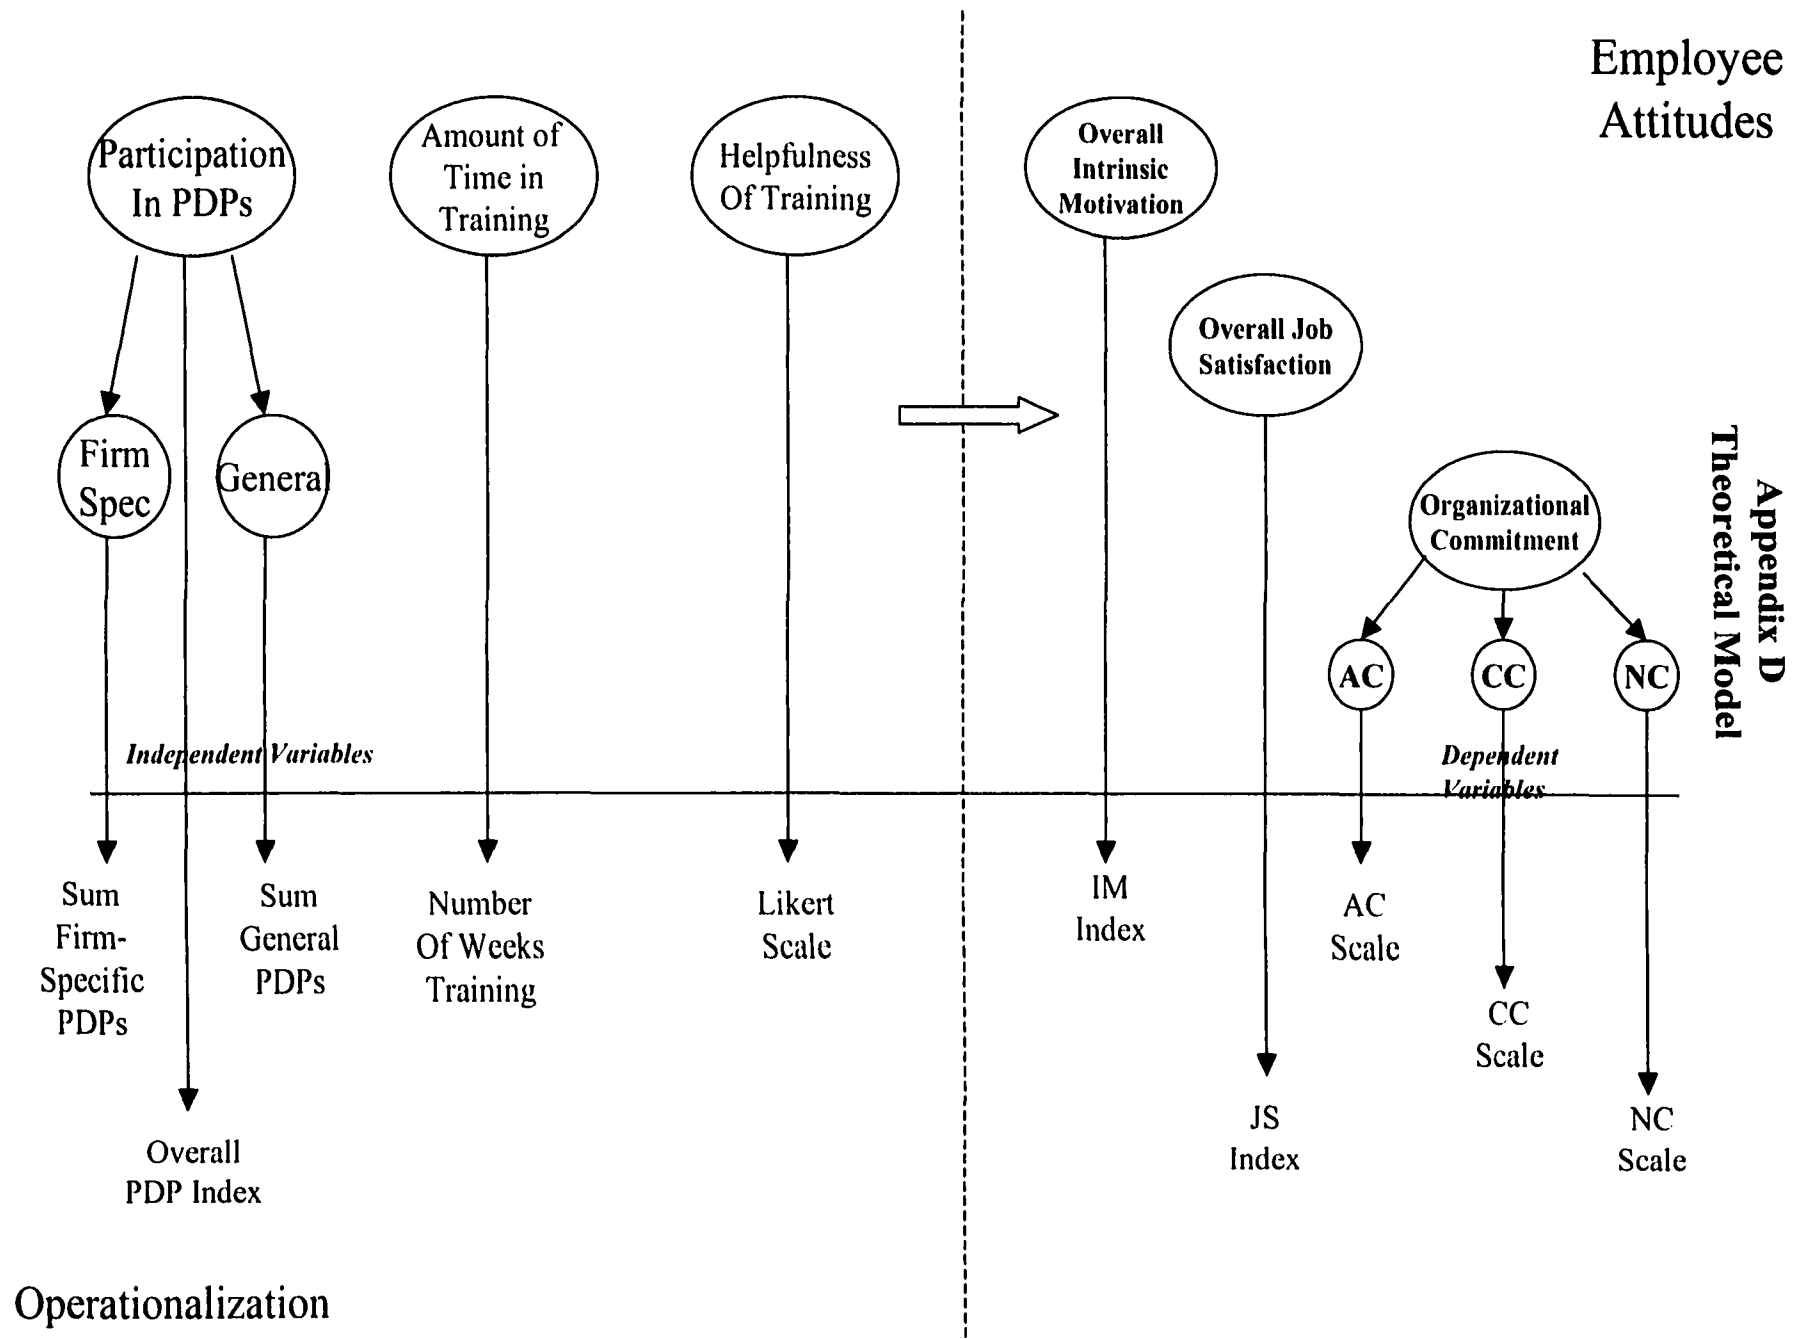 Employee
Attitudes
Participation
In PDPs
Amount of
Time in
Training
Helpfulness
Of Training
Overall
Intrinsic
Motivation
Overall Job
Satisfaction
Firm
Spec
General
Organizational
Commitment
AC
CC
NC
Appendix D
Theoretical Model
Independent Variables
Dependent
Variables
Sum
Firm-
Specific
PDPs
Sum
General
PDPs
Number
Of Weeks
Training
Likert
Scale
IM
Index
AC
Scale
CC
Scale
JS
Index
NC
Scale
Overall
PDP Index
Operationalization